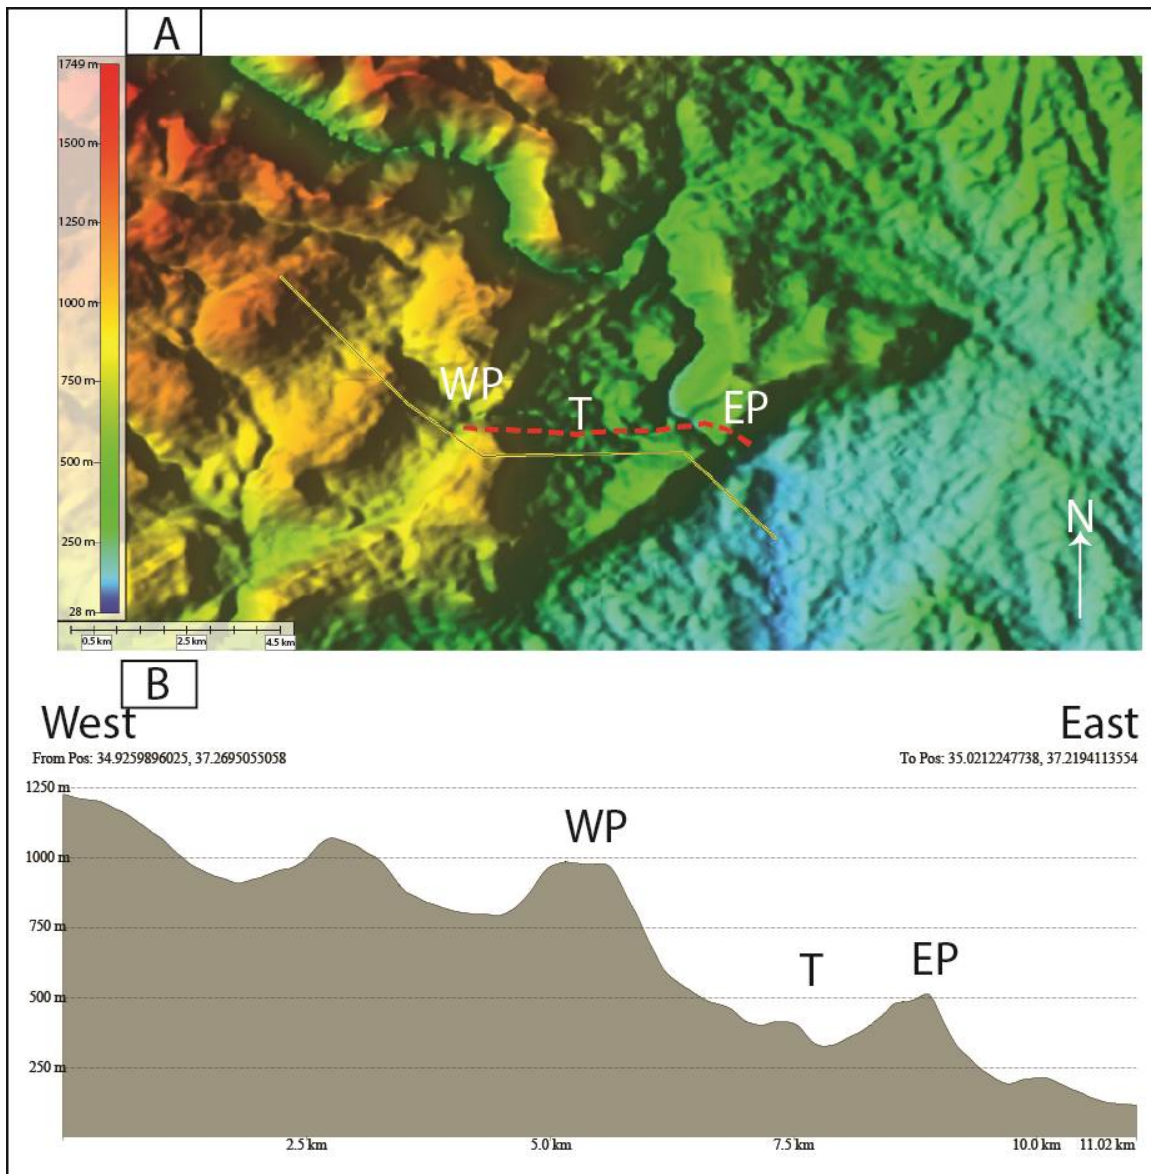 A
1749 m
1500 m
1250 m
1000 m
750 m
500 m
250 m
28 m
WP
T
EP
N
0.5 km 2.5 km 4.5 km
B
West East
From Pos: 34.9259896025, 37.2695055058 To Pos: 35.0212247738, 37.2194113554
1250 m
WP
1000 m
750 m
T EP
500 m
250 m
2.5 km 5.0 km 7.5 km 10.0 km 11.02 km